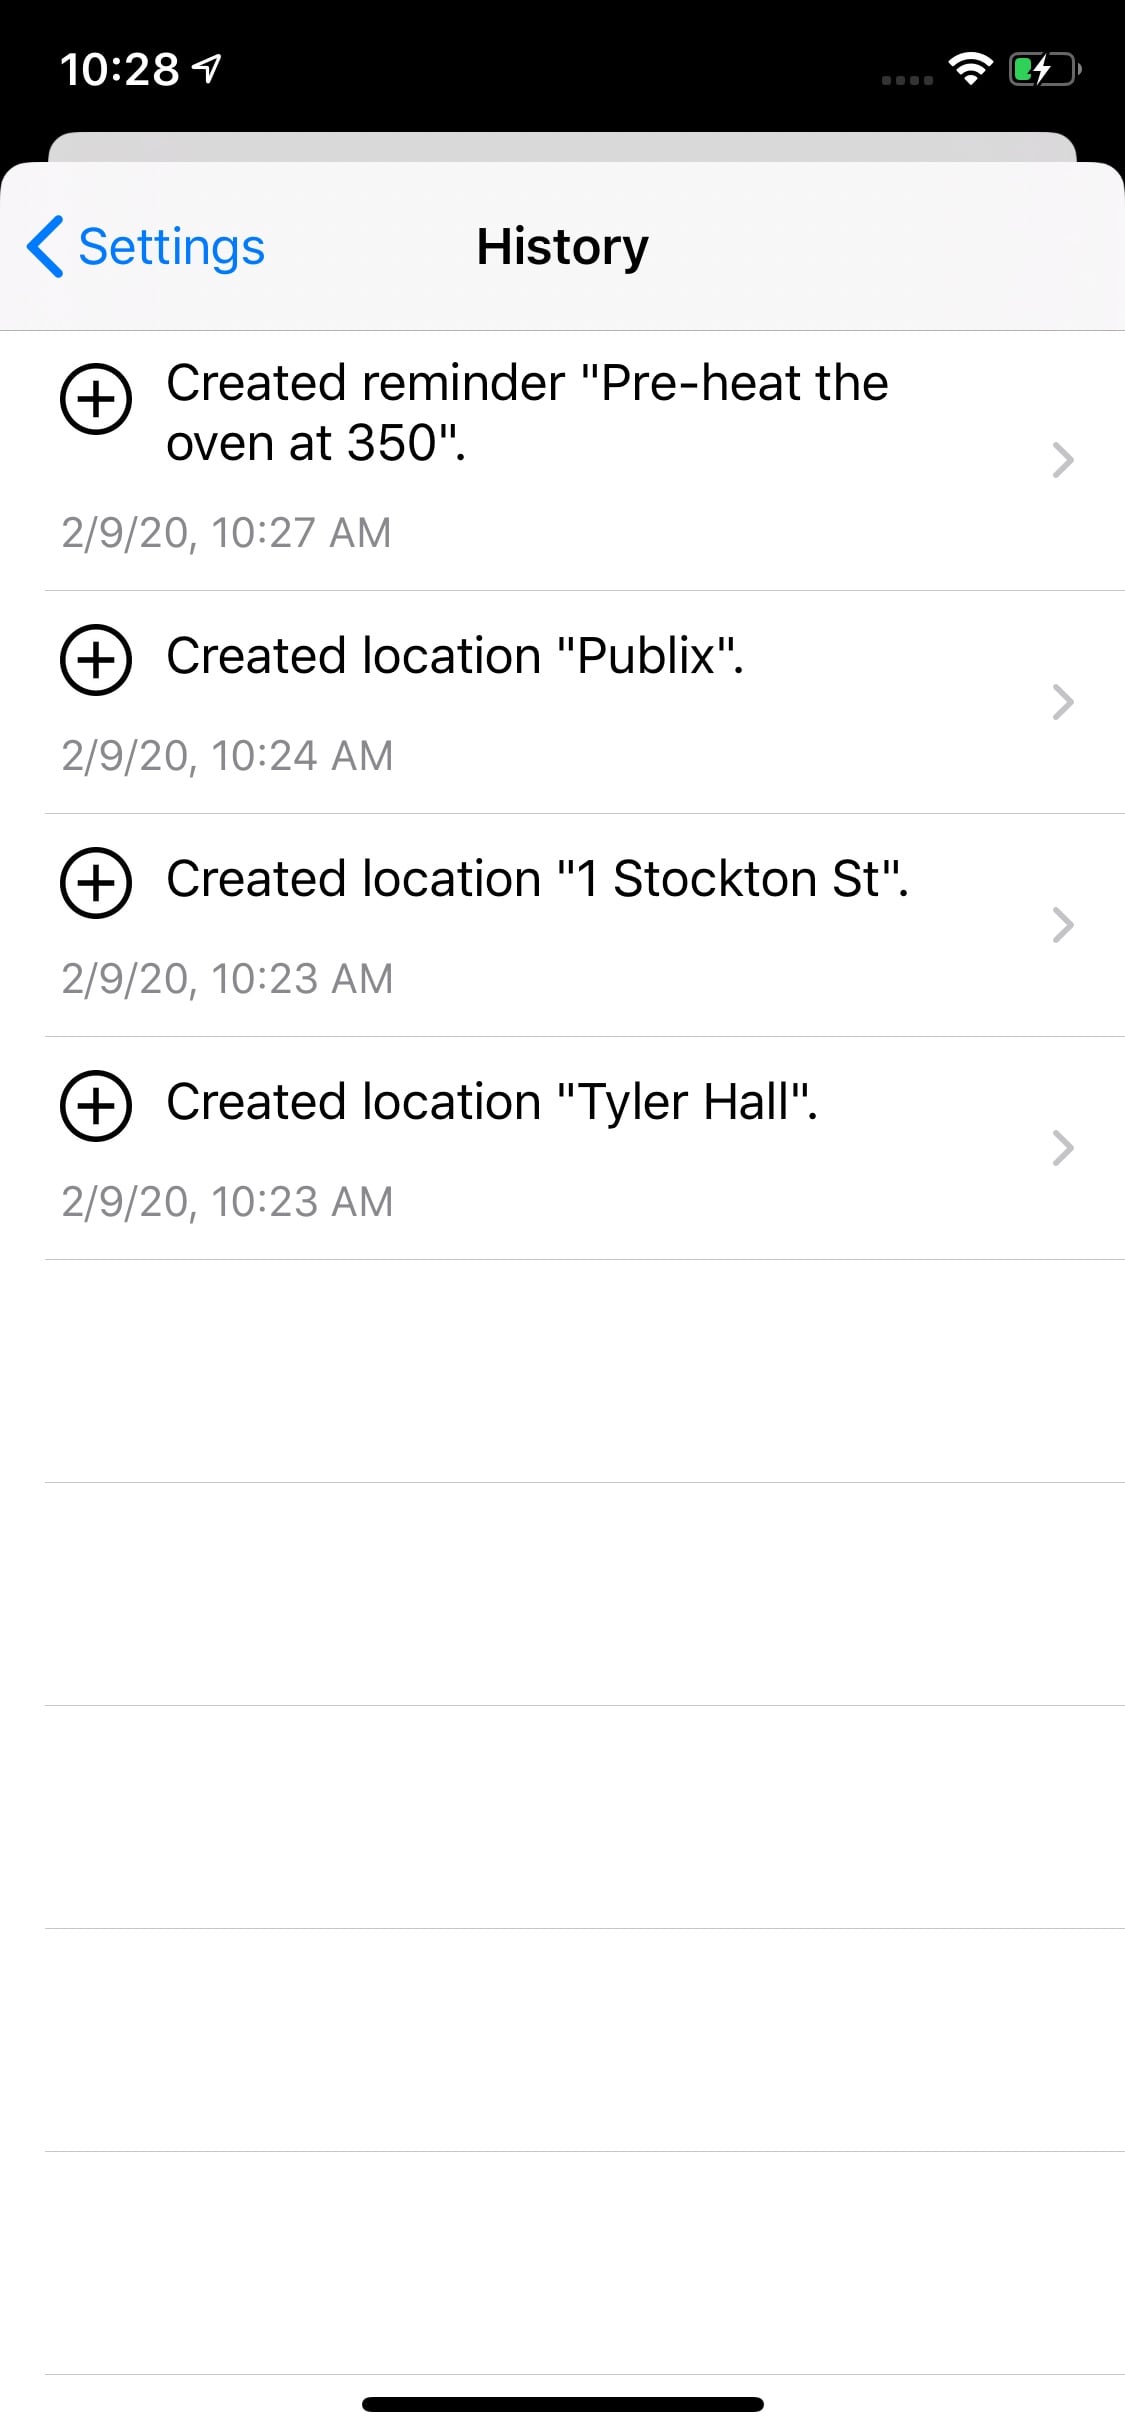 10:28
Settings
History
Created reminder "Pre-heat the
oven at 350".
2/9/20, 10:27 AM
Created location "Publix".
2/9/20, 10:24 AM
Created location "1 Stockton St".
2/9/20, 10:23 AM
Created location "Tyler Hall".
2/9/20, 10:23 AM